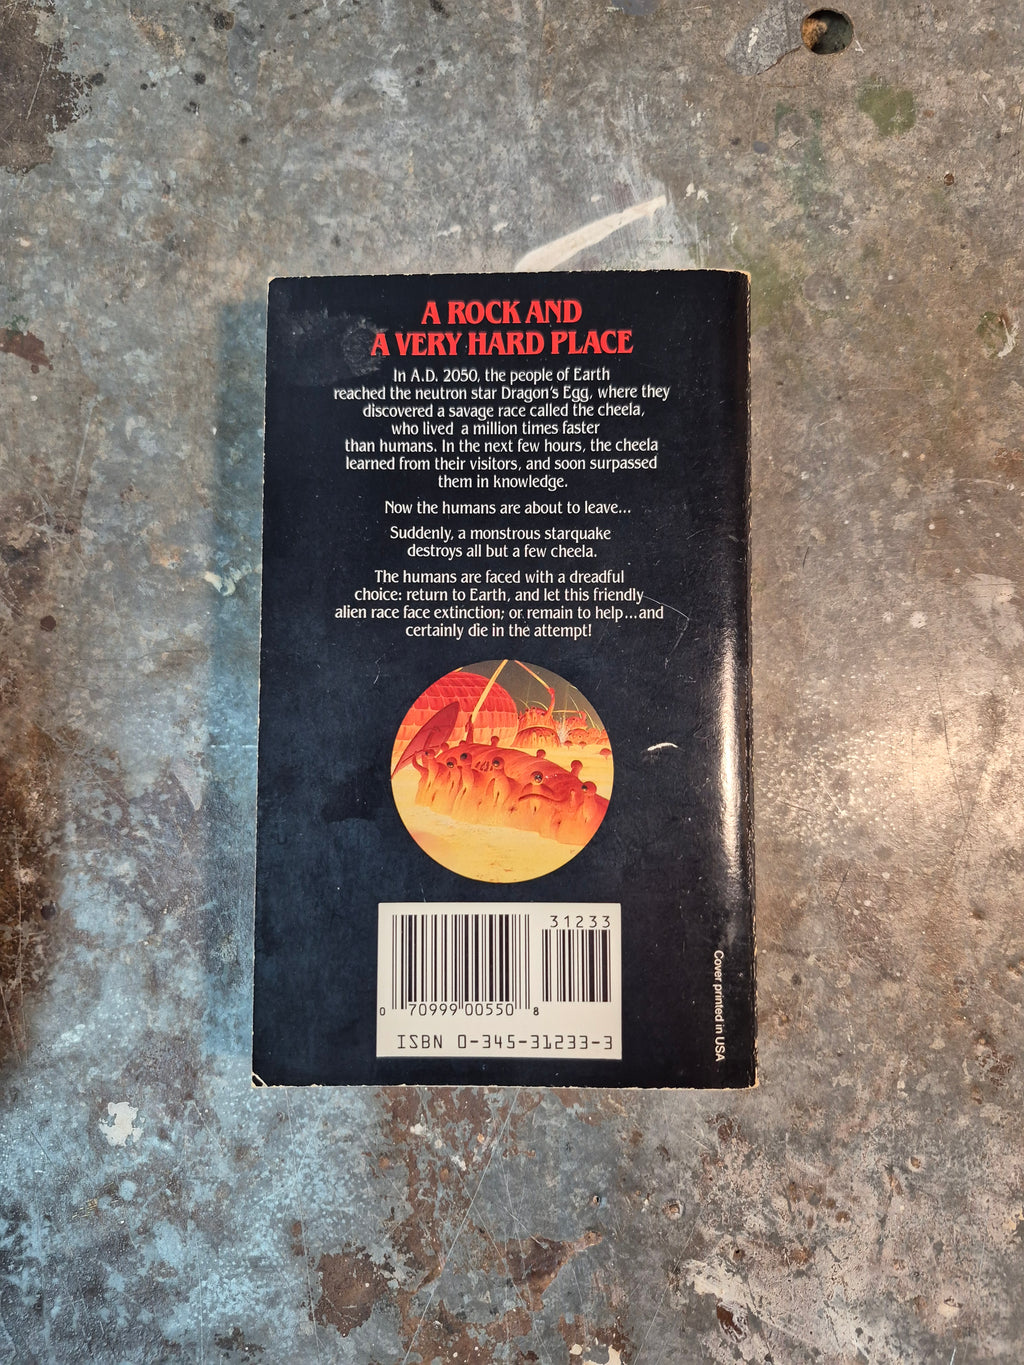 A ROCK AND
A VERY HARD PLACE
In A.D. 2050, the people of Earth
reached the neutron star Dragon's Egg, where they
discovered a savage race called the cheela,
who lived a million times faster
than humans. In the next few hours, the cheela
learned from their visitors, and soon surpassed
them in knowledge.
Now the humans are about to leave...
Suddenly, a monstrous starquake
destroys all but a few cheela.
The humans are faced with a dreadful
choice: return to Earth, and let this friendly
alien race face extinction; or remain to help...and
certainly die in the attempt!
31233
0 70999 00550 8
ISBN 0-345-31233-3
Cover printed in USA